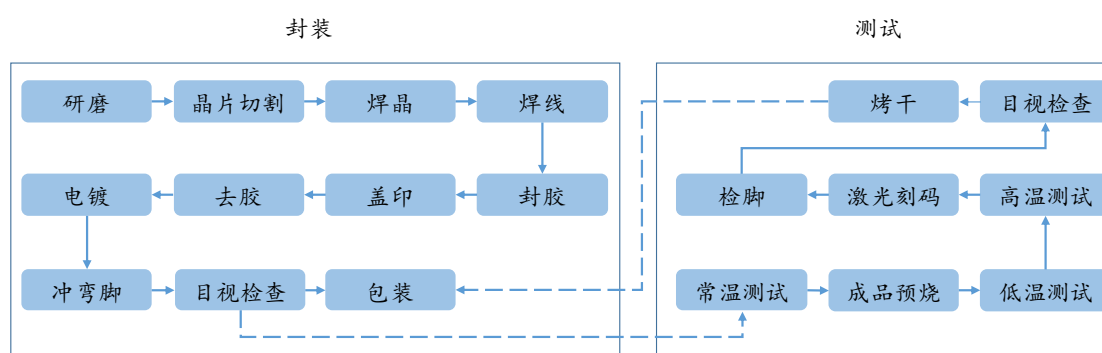 封装
测试
研磨
晶片切割
焊晶
焊线
电镀
去胶
盖印
封胶
冲弯脚
目视检查
包装
烤干
目视检查
检脚
激光刻码
高温测试
常温测试
成品预烧
低温测试